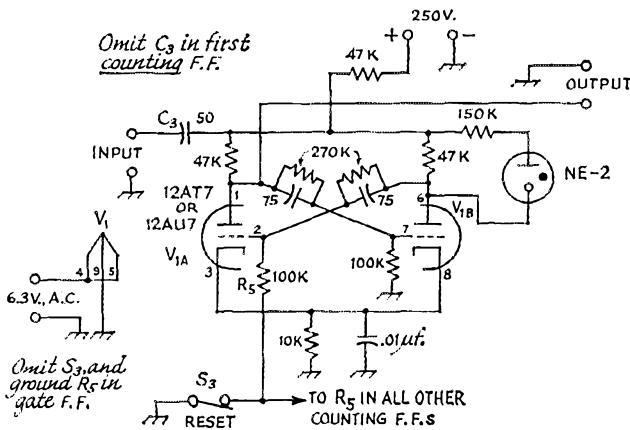 Omit C3 in first
counting F.F.
250V.
+
-
47K
OUTPUT
C3
50
150K
INPUT
47K
270K
47K
NE-2
12AT7
OR
12AU7
1
75
75
6
V1B
V1
V1A
2
7
3
8
4 9 5
100K
R5
100K
6.3V., A.C.
10K
.01µf.
Omit S3, and
ground R5 in
gate F.F.
S3
RESET
TO R5 IN ALL OTHER
COUNTING F.F.S